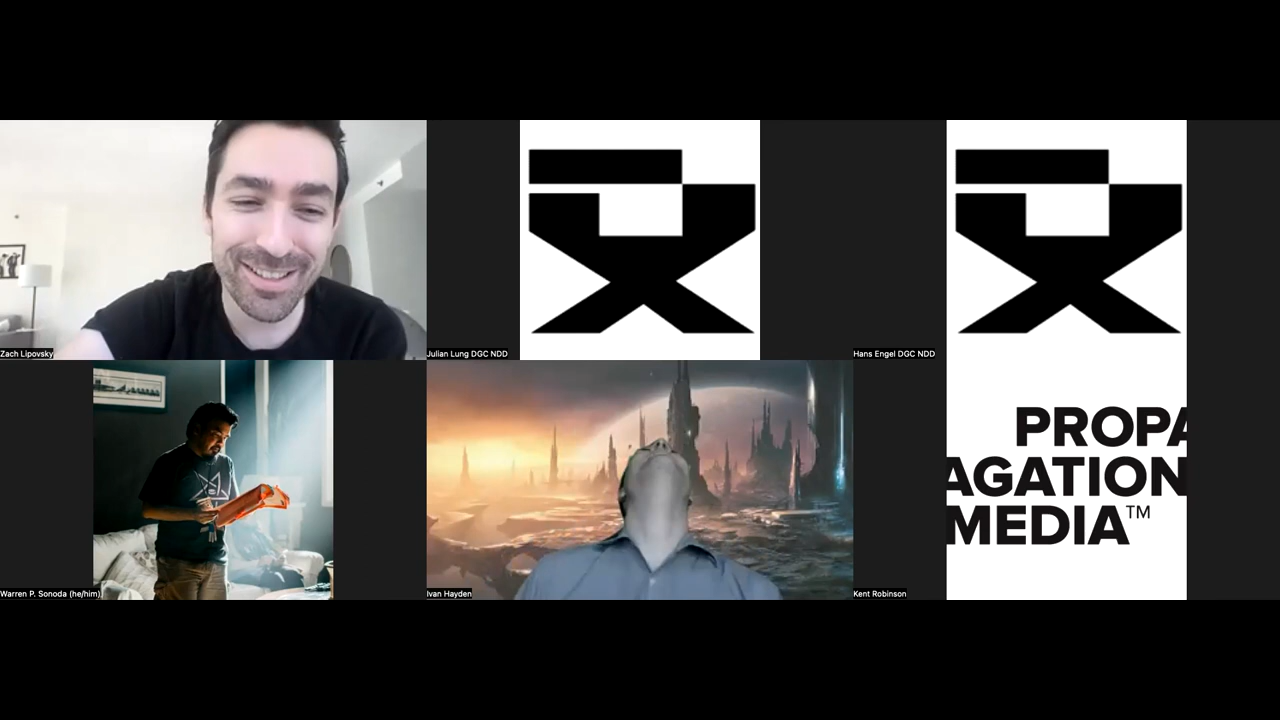 Zach Lipovsky
Julian Lung DGC NDD
Hans Engel DGC NDD
PROPA
AGATION
MEDIA™
Warren P. Sonoda (he/him)
Ivan Hayden
Kent Robinson